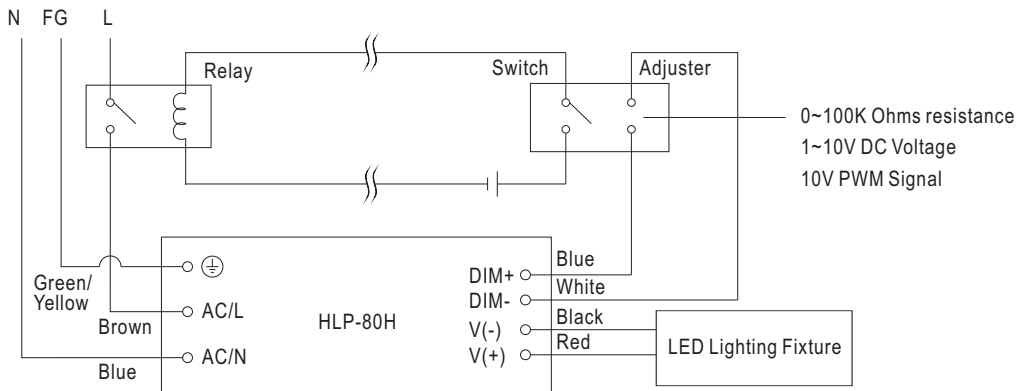 N FG L
Relay
Switch
Adjuster
0~100K Ohms resistance
1~10V DC Voltage
10V PWM Signal
Green/
Yellow
Brown
Blue
AC/L
AC/N
HLP-80H
DIM+
DIM-
V(-)
V(+)
Blue
White
Black
Red
LED Lighting Fixture